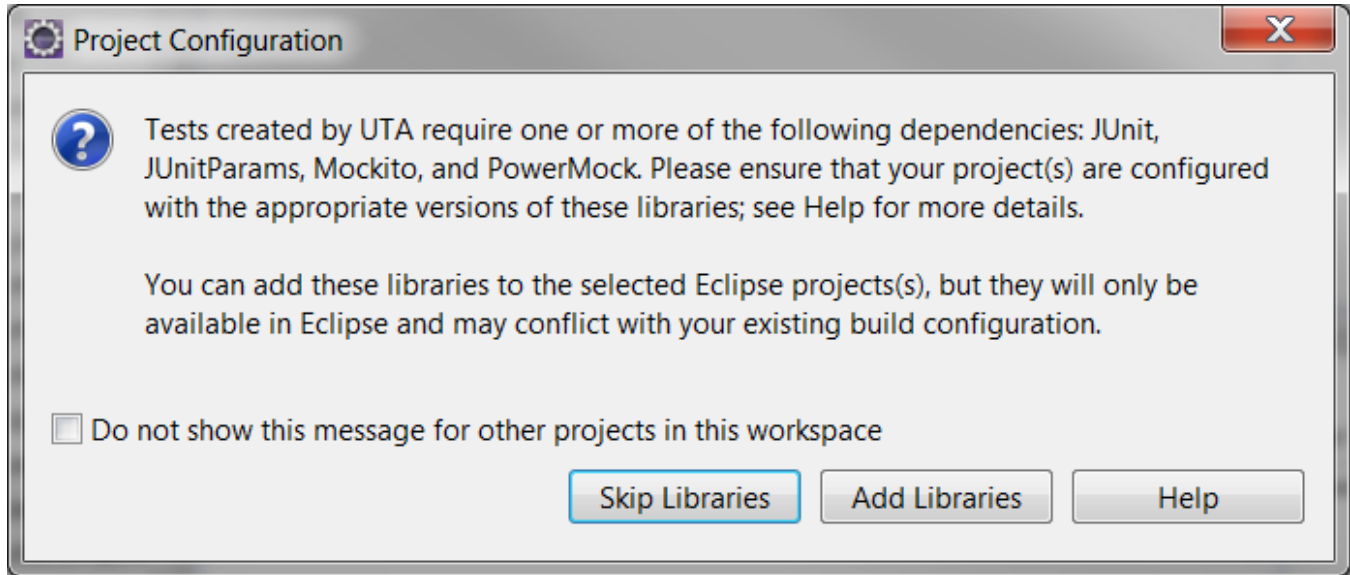 Project Configuration
Tests created by UTA require one or more of the following dependencies: JUnit,
JUnitParams, Mockito, and PowerMock. Please ensure that your project(s) are configured
with the appropriate versions of these libraries; see Help for more details.
You can add these libraries to the selected Eclipse projects(s), but they will only be
available in Eclipse and may conflict with your existing build configuration.
Do not show this message for other projects in this workspace
Skip Libraries Add Libraries Help